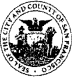 SEAL OF THE CITY AND COUNTY OF SAN FRANCISCO